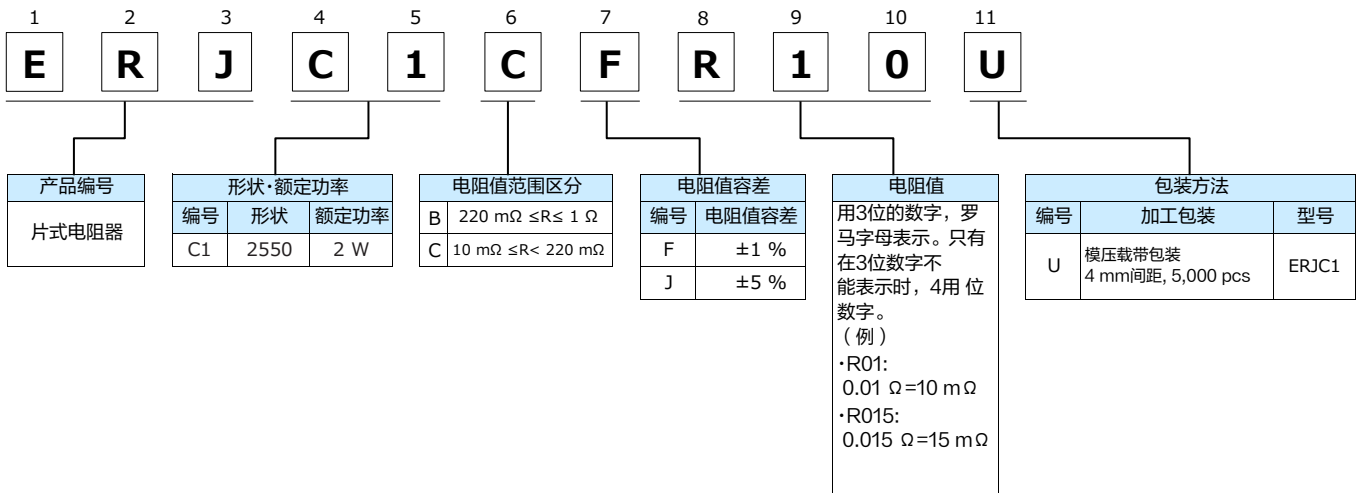 1 2 3 4 5 6 7 8 9 10 11
E R J C 1 C F R 1 0 U
产品编号
片式电阻器
形状·额定功率
编号 形状 额定功率
C1 2550 2 W
电阻值范围区分
B 220 mΩ ≤R≤ 1 Ω
C 10 mΩ ≤R< 220 mΩ
电阻值容差
编号 电阻值容差
F ±1 %
J ±5 %
电阻值
用3位的数字，罗
马字母表示。只有
在3位数字不
能表示时，4用 位
数字。
（例）
·R01:
0.01 Ω=10 mΩ
·R015:
0.015 Ω=15 mΩ
包装方法
编号 加工包装 型号
U 模压载带包装 ERJC1
4 mm间距, 5,000 pcs